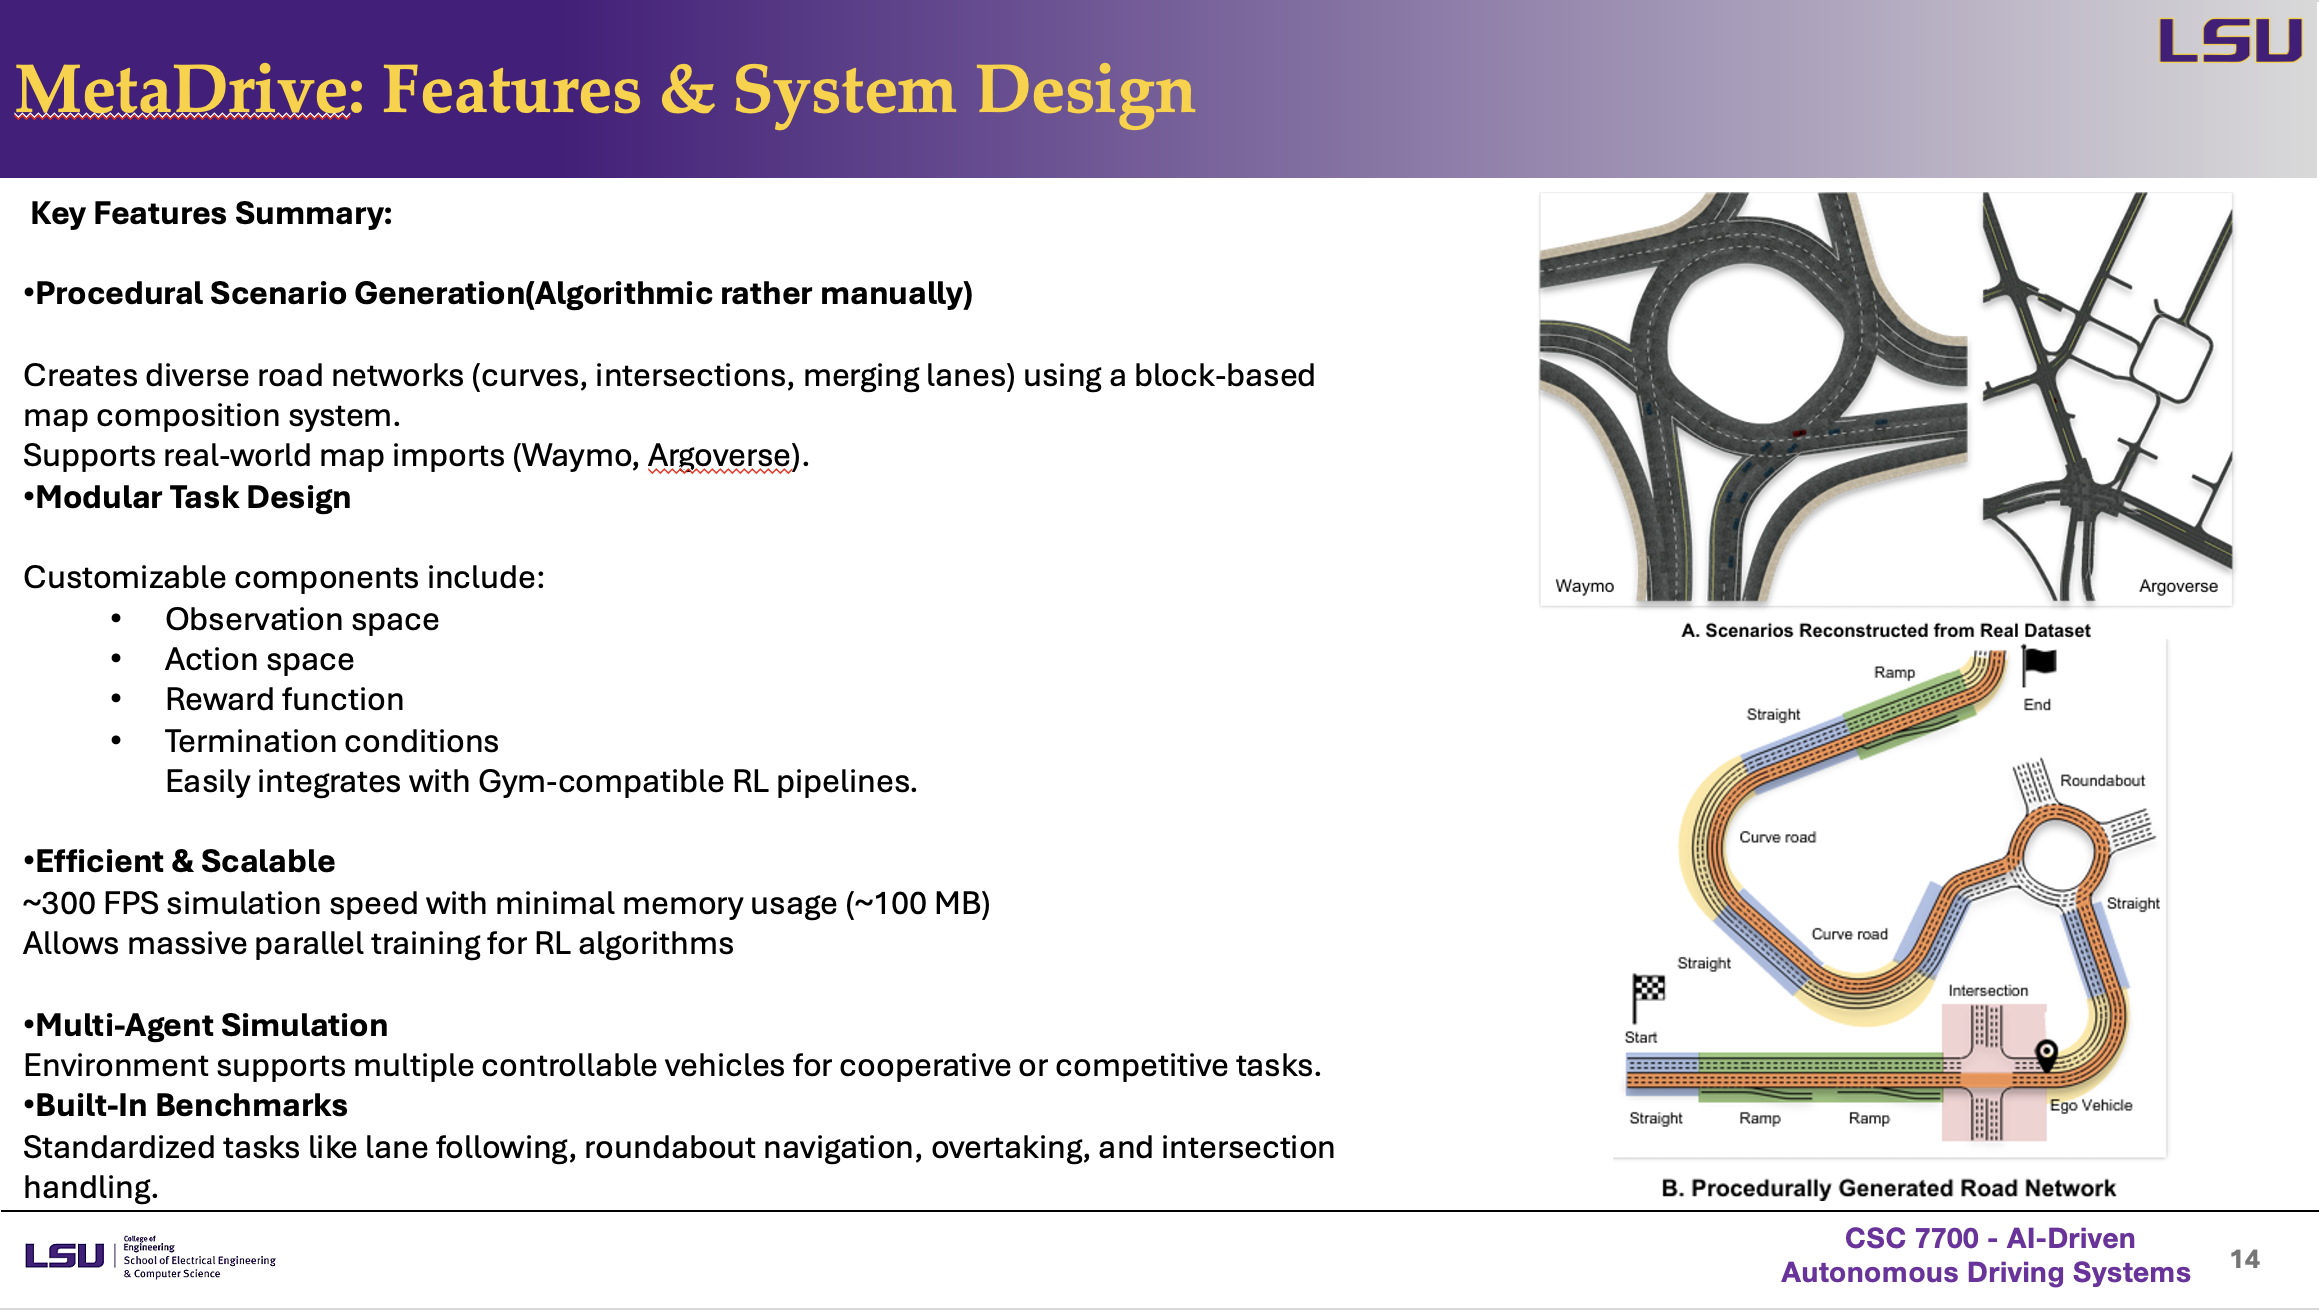 LSU
MetaDrive: Features & System Design
Key Features Summary:
•Procedural Scenario Generation(Algorithmic rather manually)
Creates diverse road networks (curves, intersections, merging lanes) using a block-based
map composition system.
Supports real-world map imports (Waymo, Argoverse).
•Modular Task Design
Customizable components include:
• Observation space
• Action space
• Reward function
• Termination conditions
Easily integrates with Gym-compatible RL pipelines.
•Efficient & Scalable
~300 FPS simulation speed with minimal memory usage (~100 MB)
Allows massive parallel training for RL algorithms
•Multi-Agent Simulation
Environment supports multiple controllable vehicles for cooperative or competitive tasks.
•Built-In Benchmarks
Standardized tasks like lane following, roundabout navigation, overtaking, and intersection
handling.
Waymo
Argoverse
A. Scenarios Reconstructed from Real Dataset
Ramp
End
Straight
Roundabout
Curve road
Straight
Curve road
Straight
Intersection
Start
Ego Vehicle
Straight
Ramp
Ramp
B. Procedurally Generated Road Network
LSU
College of
Engineering
School of Electrical Engineering
& Computer Science
CSC 7700 - AI-Driven
Autonomous Driving Systems
14